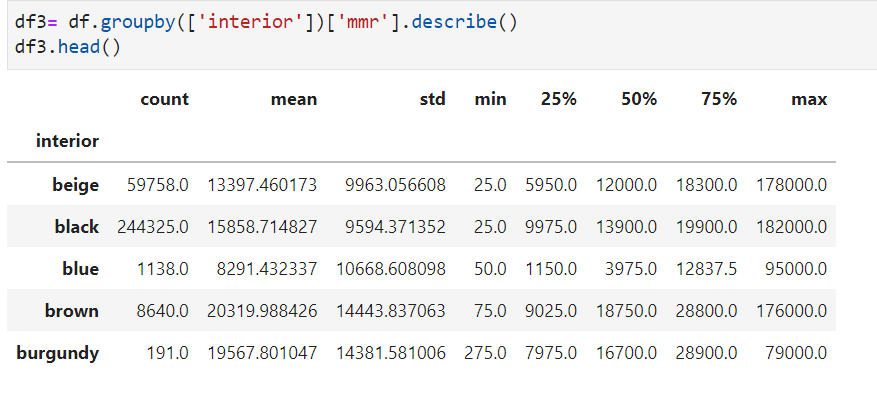 df3= df.groupby(['interior'])['mmr'].describe()
df3.head()
count mean std min 25% 50% 75% max
interior
beige 59758.0 13397.460173 9963.056608 25.0 5950.0 12000.0 18300.0 178000.0
black 244325.0 15858.714827 9594.371352 25.0 9975.0 13900.0 19900.0 182000.0
blue 1138.0 8291.432337 10668.608098 50.0 1150.0 3975.0 12837.5 95000.0
brown 8640.0 20319.988426 14443.837063 75.0 9025.0 18750.0 28800.0 176000.0
burgundy 191.0 19567.801047 14381.581006 275.0 7975.0 16700.0 28900.0 79000.0